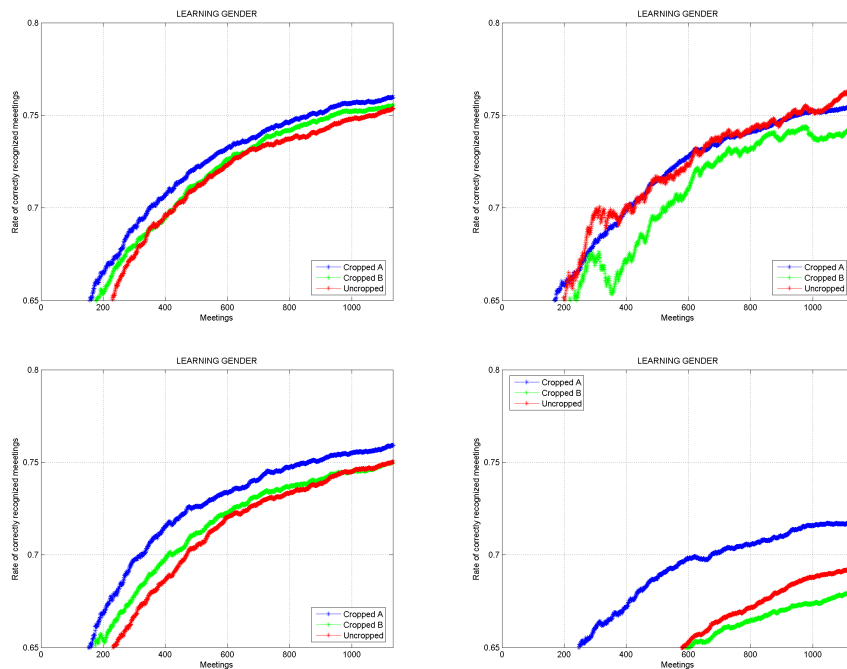 LEARNING GENDER
0.8
0.75
0.7
0.65
Rate of correctly recognized meeetings
0 200 400 600 800 1000
Meetings
Cropped A
Cropped B
Uncropped
LEARNING GENDER
0.8
0.75
0.7
0.65
Rate of correctly recognized meeetings
0 200 400 600 800 1000
Meetings
Cropped A
Cropped B
Uncropped
LEARNING GENDER
0.8
0.75
0.7
0.65
Rate of correctly recognized meeetings
0 200 400 600 800 1000
Meetings
Cropped A
Cropped B
Uncropped
LEARNING GENDER
0.8
0.75
0.7
0.65
Rate of correctly recognized meeetings
0 200 400 600 800 1000
Meetings
Cropped A
Cropped B
Uncropped